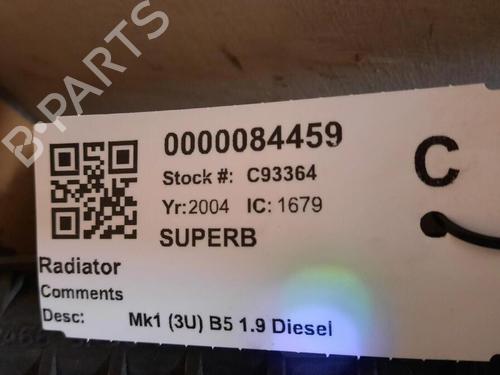 B-PARTS
0000084459
Stock #: C93364
C
Yr:2004 IC:1679
SUPERB
Radiator
Comments
Desc: Mk1 (3U) B5 1.9 Diesel